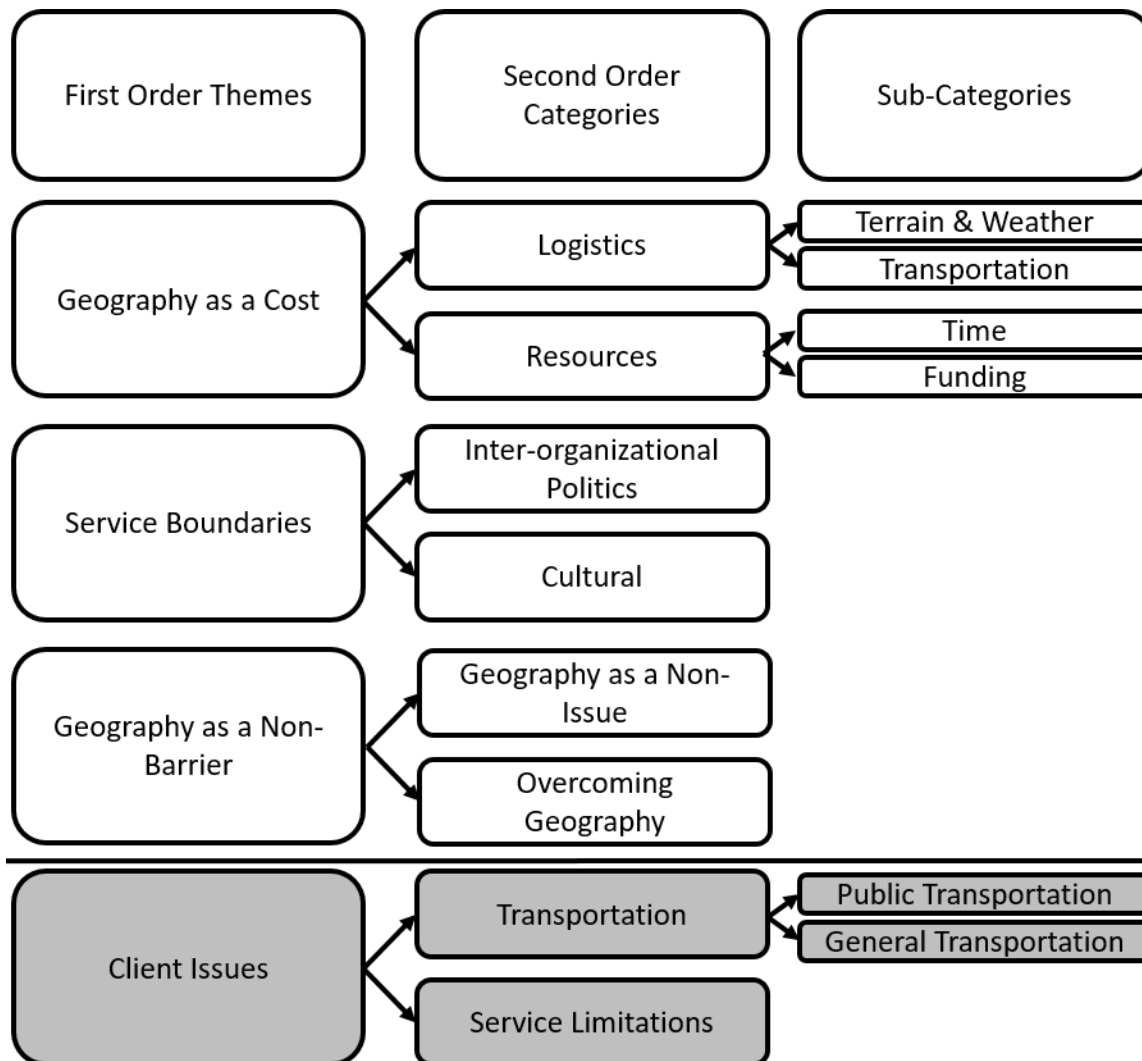 First Order Themes
Second Order
Categories
Sub-Categories
Geography as a Cost
Logistics
Terrain & Weather
Transportation
Resources
Time
Funding
Service Boundaries
Inter-organizational
Politics
Cultural
Geography as a Non-
Barrier
Geography as a Non-
Issue
Overcoming
Geography
Client Issues
Transportation
Public Transportation
General Transportation
Service Limitations